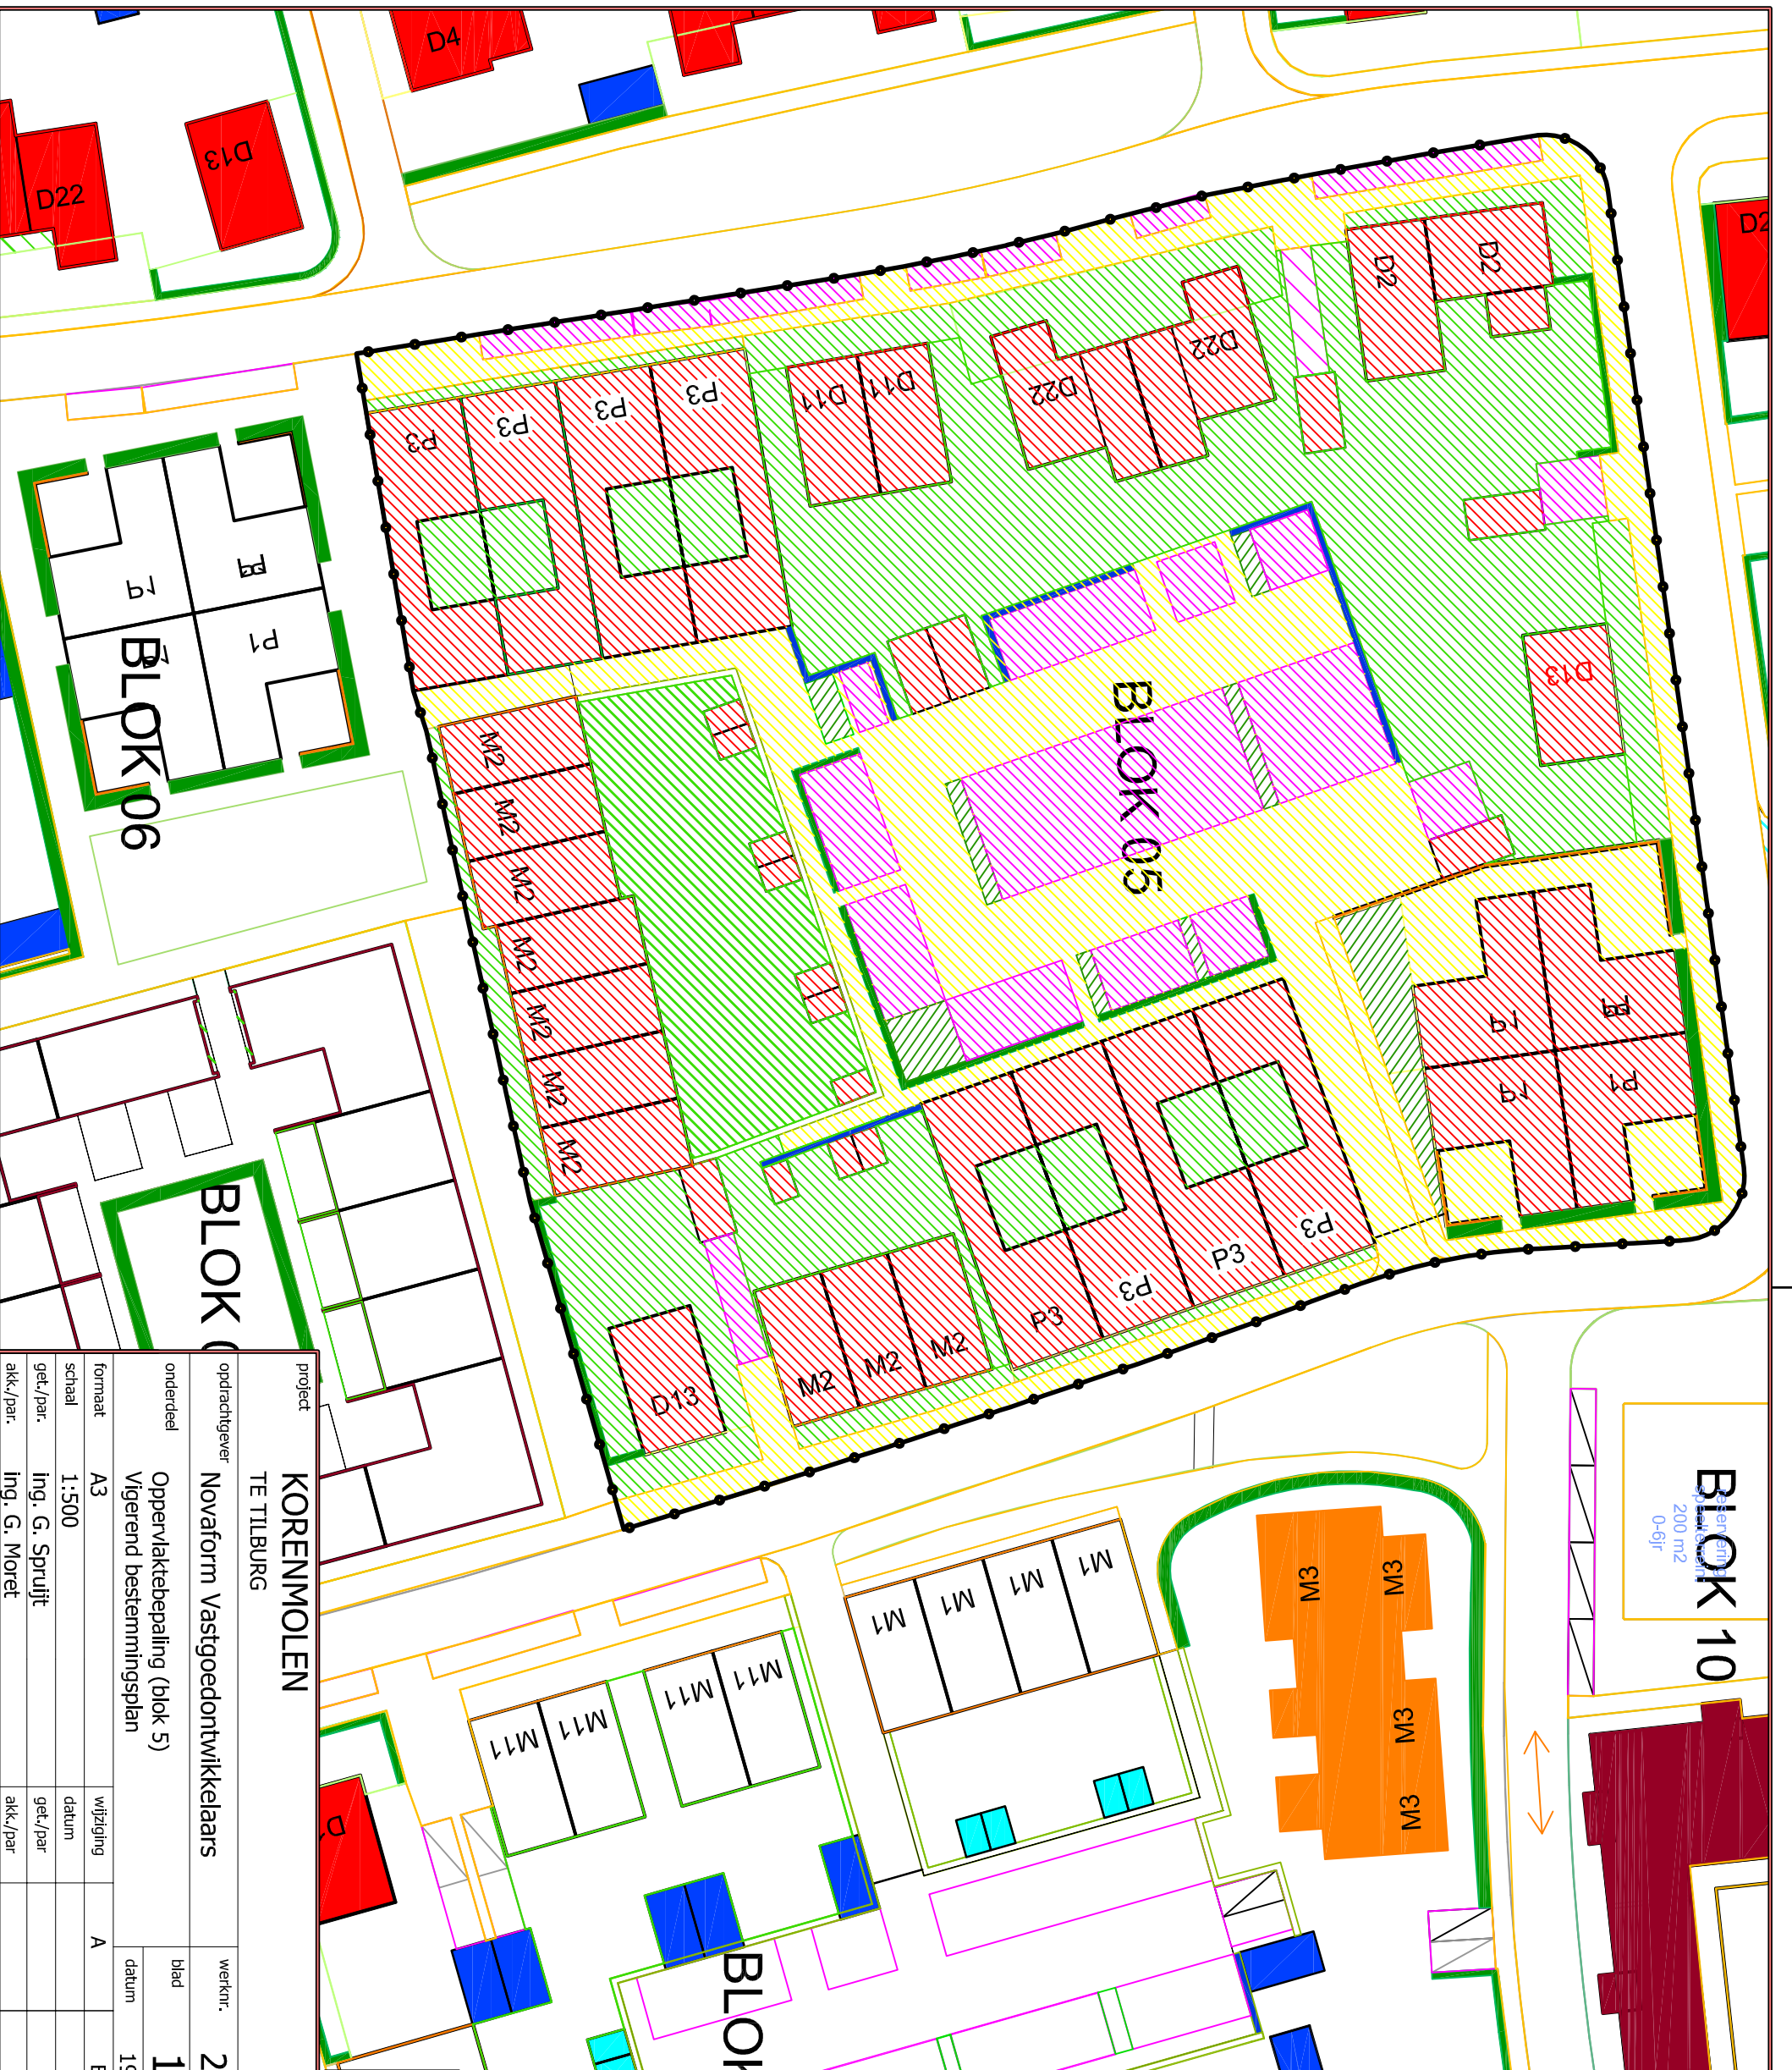 D4
D13
D22
D2
D2
D22
D22
D11
D11
P3
P3
P3
P3
P1
P1
BLOK 06
BLOK 05
D13
M2
M2
M2
M2
M2
M2
M2
P1
P1
P1
P3
P3
P3
P3
M2
M2
M2
D13
BLOK
BLOK 10
200 m2
0-6jr
M1
M1
M1
M1
M11
M11
M11
M11
M3
M3
M3
M3
BLOK
project
KORENMOLEN
TE TILBURG
opdrachtgever
Novaform Vastgoedontwikkelaars
werknr.
2
onderdeel
Oppervlaktebepaling (blok 5)
Vigerend bestemmingsplan
blad
1
datum
formaat
A3
wijziging
A
schaal
1:500
datum
get./par.
ing. G. Spruijt
get./par
akk./par.
ing. G. Moret
akk./par